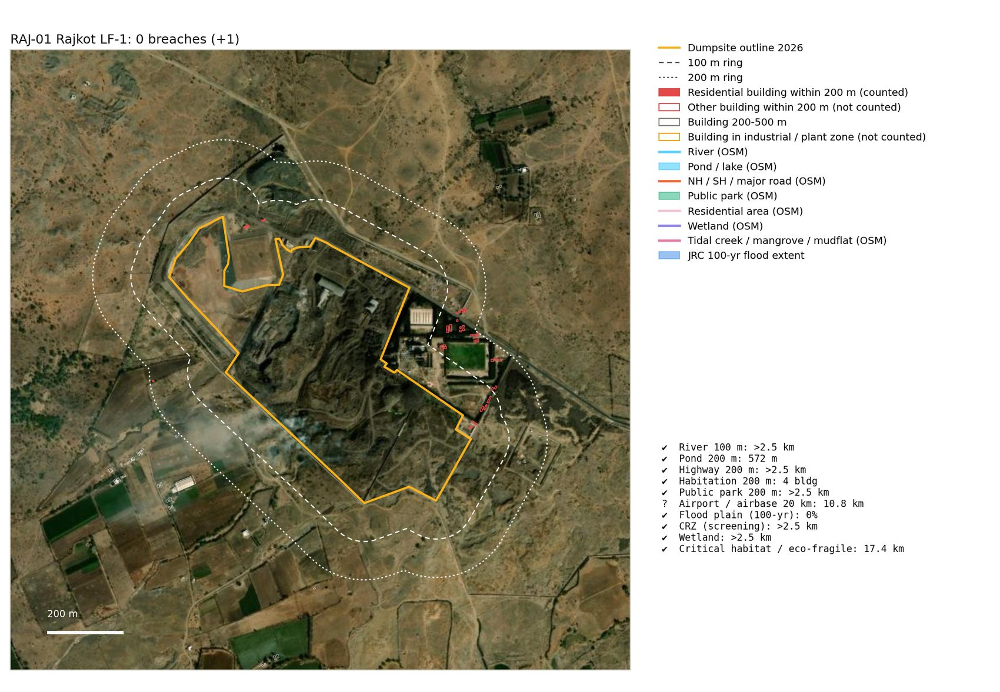 RAJ-01 Rajkot LF-1: 0 breaches (+1)
Dumpsite outline 2026
100 m ring
200 m ring
Residential building within 200 m (counted)
Other building within 200 m (not counted)
Building 200-500 m
Building in industrial / plant zone (not counted)
River (OSM)
Pond / lake (OSM)
NH / SH / major road (OSM)
Public park (OSM)
Residential area (OSM)
Wetland (OSM)
Tidal creek / mangrove / mudflat (OSM)
JRC 100-yr flood extent
✔ River 100 m: >2.5 km
✔ Pond 200 m: 572 m
✔ Highway 200 m: >2.5 km
✔ Habitation 200 m: 4 bldg
✔ Public park 200 m: >2.5 km
? Airport / airbase 20 km: 10.8 km
✔ Flood plain (100-yr): 0%
✔ CRZ (screening): >2.5 km
✔ Wetland: >2.5 km
✔ Critical habitat / eco-fragile: 17.4 km
200 m